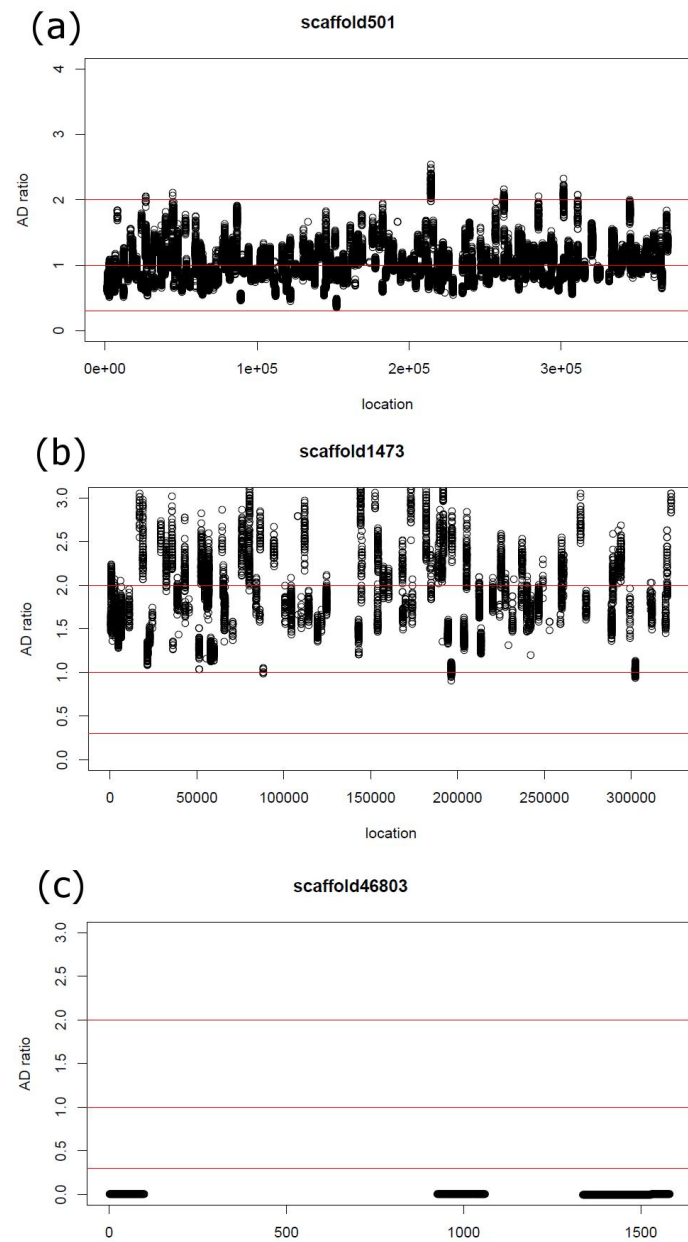 (a)
scaffold501
AD ratio
4
3
2
1
0
0e+00 1e+05 2e+05 3e+05
location
(b)
scaffold1473
AD ratio
3.0
2.5
2.0
1.5
1.0
0.5
0.0
0 50000 100000 150000 200000 250000 300000
location
(c)
scaffold46803
AD ratio
3.0
2.5
2.0
1.5
1.0
0.5
0.0
0 500 1000 1500